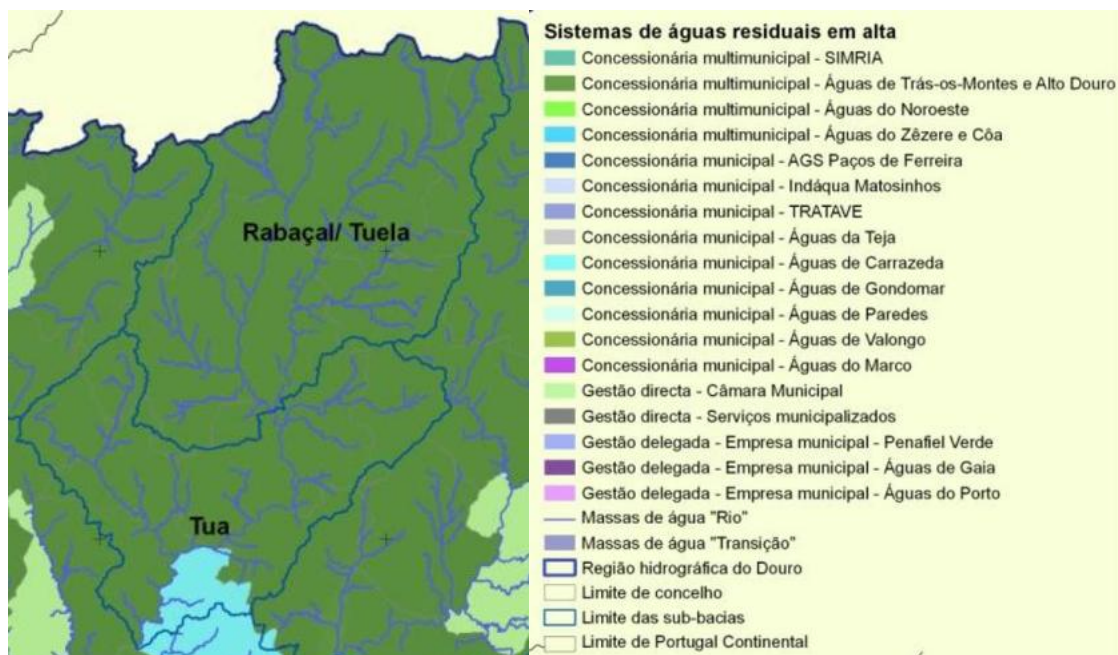 Rabaçal/ Tuela
Tua
Sistemas de águas residuais em alta
Concessionária multimunicipal - SIMRIA
Concessionária multimunicipal - Águas de Trás-os-Montes e Alto Douro
Concessionária multimunicipal - Águas do Noroeste
Concessionária multimunicipal - Águas do Zêzere e Côa
Concessionária municipal - AGS Paços de Ferreira
Concessionária municipal - Indáqua Matosinhos
Concessionária municipal - TRATAVE
Concessionária municipal - Águas da Teja
Concessionária municipal - Águas de Carrazeda
Concessionária municipal - Águas de Gondomar
Concessionária municipal - Águas de Paredes
Concessionária municipal - Águas de Valongo
Concessionária municipal - Águas do Marco
Gestão directa - Câmara Municipal
Gestão directa - Serviços municipalizados
Gestão delegada - Empresa municipal - Penafiel Verde
Gestão delegada - Empresa municipal - Águas de Gaia
Gestão delegada - Empresa municipal - Águas do Porto
Massas de água "Rio"
Massas de água "Transição"
Região hidrográfica do Douro
Limite de concelho
Limite das sub-bacias
Limite de Portugal Continental